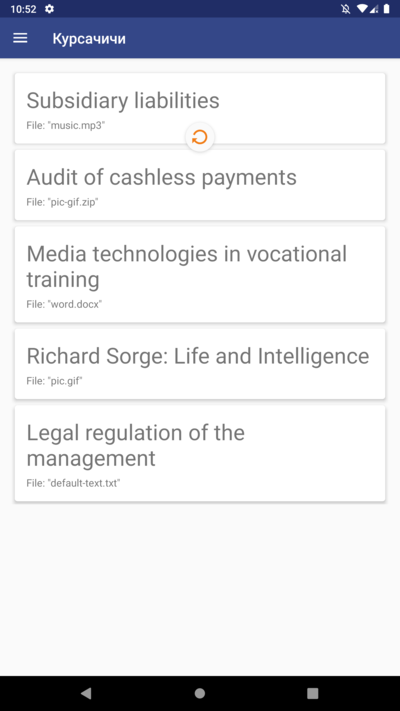 10:52
Курсачичи
Subsidiary liabilities
File: "music.mp3"
Audit of cashless payments
File: "pic-gif.zip"
Media technologies in vocational
training
File: "word.docx"
Richard Sorge: Life and Intelligence
File: "pic.gif"
Legal regulation of the
management
File: "default-text.txt"